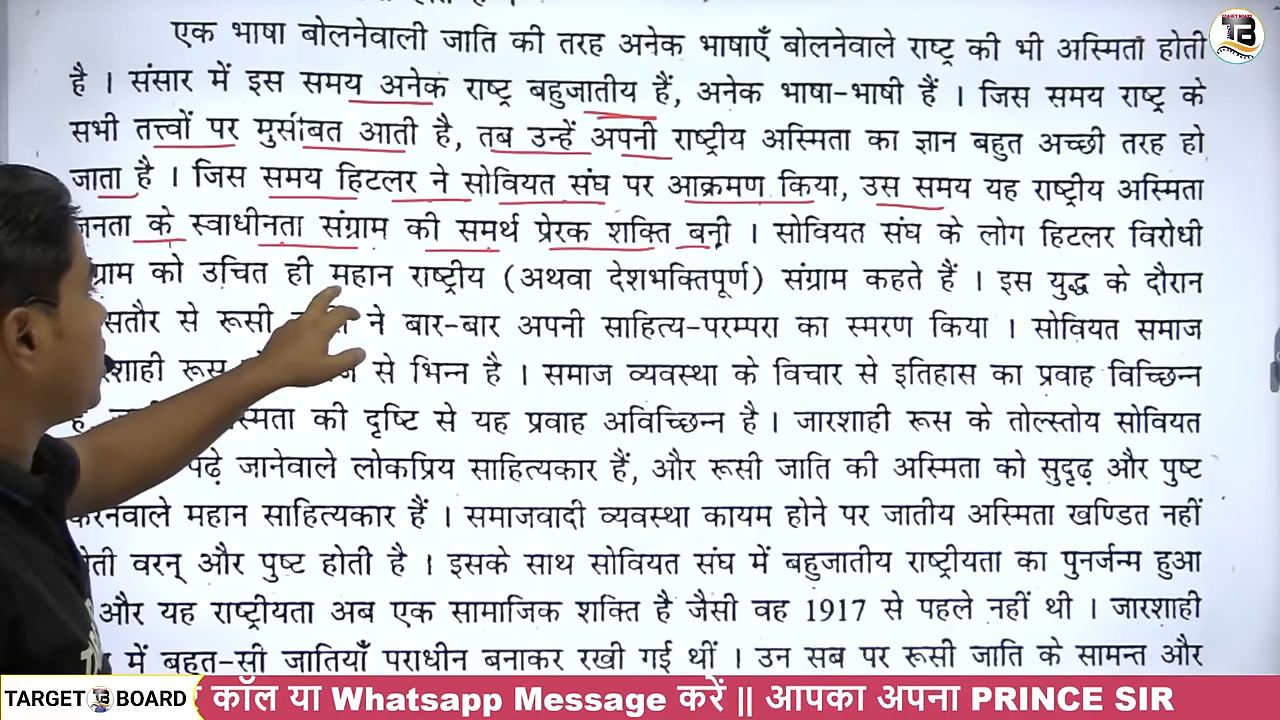 एक भाषा बोलनेवाली जाति की तरह अनेक भाषाएँ बोलनेवाले राष्ट्र की भी अस्मिता होती
है । संसार में इस समय अनेक राष्ट्र बहुजातीय हैं, अनेक भाषा-भाषी हैं । जिस समय राष्ट्र के
सभी तत्त्वों पर मुसीबत आती है, तब उन्हें अपनी राष्ट्रीय अस्मिता का ज्ञान बहुत अच्छी तरह हो
जाता है । जिस समय हिटलर ने सोवियत संघ पर आक्रमण किया, उस समय यह राष्ट्रीय अस्मिता
जनता के स्वाधीनता संग्राम की समर्थ प्रेरक शक्ति बनी । सोवियत संघ के लोग हिटलर विरोधी
को उचित ही महान राष्ट्रीय (अथवा देशभक्तिपूर्ण) संग्राम कहते हैं । इस युद्ध के दौरान
से रूसी ने बार-बार अपनी साहित्य-परम्परा का स्मरण किया । सोवियत समाज
रूस से भिन्न है । समाज व्यवस्था के विचार से इतिहास का प्रवाह विच्छिन्न
की दृष्टि से यह प्रवाह अविच्छिन्न है । जारशाही रूस के तोल्स्तोय सोवियत
पढ़े जानेवाले लोकप्रिय साहित्यकार हैं, और रूसी जाति की अस्मिता को सुदृढ़ और पुष्ट
करनेवाले महान साहित्यकार हैं । समाजवादी व्यवस्था कायम होने पर जातीय अस्मिता खण्डित नहीं
वरन् और पुष्ट होती है । इसके साथ सोवियत संघ में बहुजातीय राष्ट्रीयता का पुनर्जन्म हुआ
और यह राष्ट्रीयता अब एक सामाजिक शक्ति है जैसी वह 1917 से पहले नहीं थी । जारशाही
में बहुत-सी जातियाँ पराधीन बनाकर रखी गई थीं । उन सब पर रूसी जाति के सामन्त और
TARGET BOARD कॉल या Whatsapp Message करें || आपका अपना PRINCE SIR